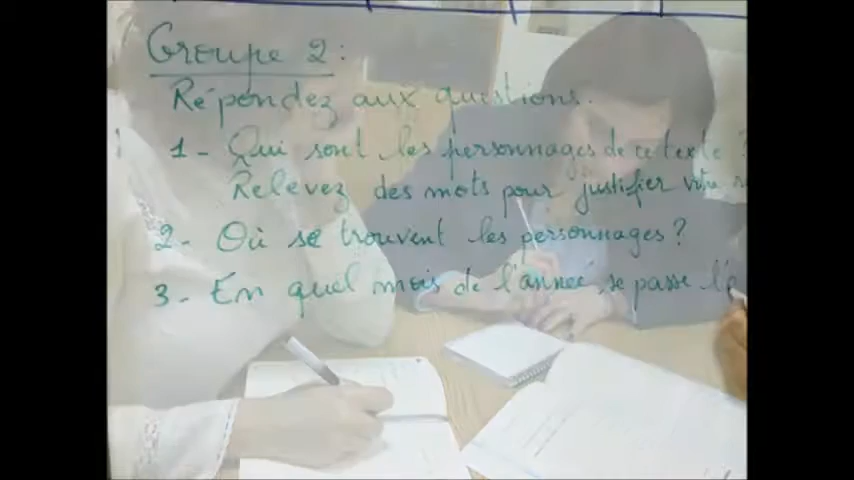 Groupe 2 :
Répondez aux questions.
1 - Qui sont les personnages de ce texte ?
Relevez des mots pour justifier votre
2 - Où se trouvent les personnages ?
3 - En quel mois de l'année se passe